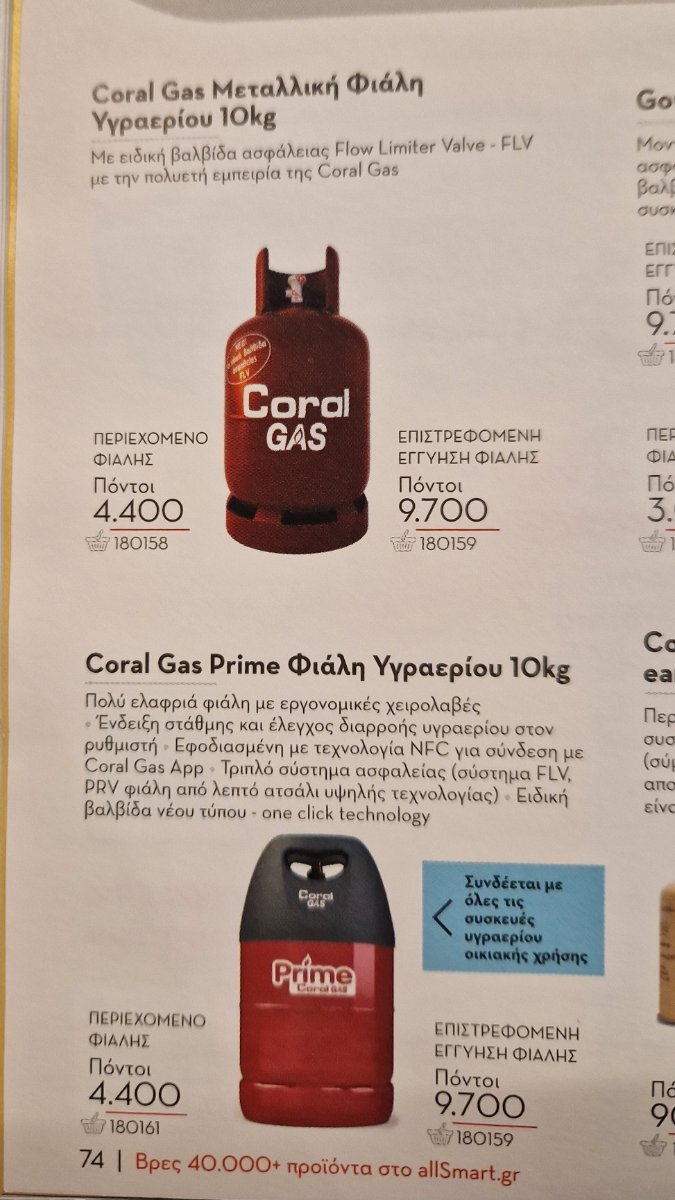 Coral Gas Μεταλλική Φιάλη
Υγραερίου 10kg
Με ειδική βαλβίδα ασφάλειας Flow Limiter Valve - FLV
με την πολυετή εμπειρία της Coral Gas
ΝΕΟ!
βαλβίδα
ασφαλείας
FLV
Coral
GAS
ΠΕΡΙΕΧΟΜΕΝΟ
ΦΙΑΛΗΣ
Πόντοι
4.400
180158
ΕΠΙΣΤΡΕΦΟΜΕΝΗ
ΕΓΓΥΗΣΗ ΦΙΑΛΗΣ
Πόντοι
9.700
180159
Coral Gas Prime Φιάλη Υγραερίου 10kg
Πολύ ελαφριά φιάλη με εργονομικές χειρολαβές
• Ένδειξη στάθμης και έλεγχος διαρροής υγραερίου στον
ρυθμιστή • Εφοδιασμένη με τεχνολογία NFC για σύνδεση με
Coral Gas App • Τριπλό σύστημα ασφαλείας (σύστημα FLV,
PRV φιάλη από λεπτό ατσάλι υψηλής τεχνολογίας) • Ειδική
βαλβίδα νέου τύπου - one click technology
Coral
GAS
Prime
Coral GAS
Συνδέεται με
όλες τις
συσκευές
υγραερίου
οικιακής χρήσης
ΠΕΡΙΕΧΟΜΕΝΟ
ΦΙΑΛΗΣ
Πόντοι
4.400
180161
ΕΠΙΣΤΡΕΦΟΜΕΝΗ
ΕΓΓΥΗΣΗ ΦΙΑΛΗΣ
Πόντοι
9.700
180159
74 | Βρες 40.000+ προϊόντα στο allSmart.gr